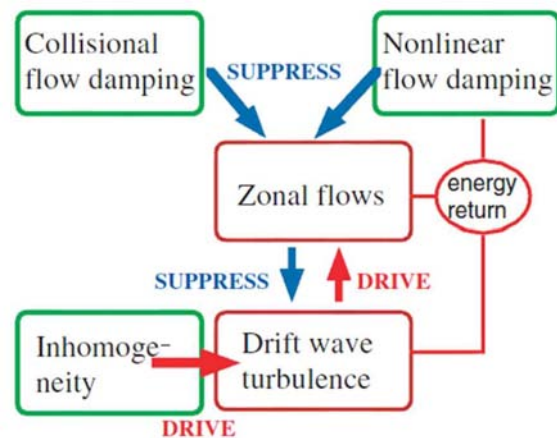 Collisional
flow damping
SUPPRESS
Nonlinear
flow damping
Zonal flows
energy
return
SUPPRESS
DRIVE
Inhomoge-
neity
Drift wave
turbulence
DRIVE